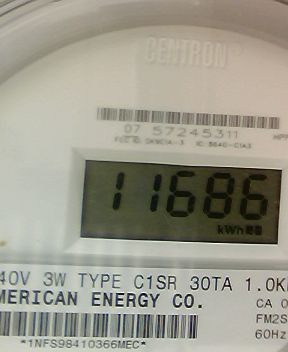 CENTRON
07 57245311
11686
kWh
40V 3W TYPE C1SR 30TA 1.0K
MERICAN ENERGY CO.
CA 0
FM2S
60Hz
*1NFS98410366MEC*